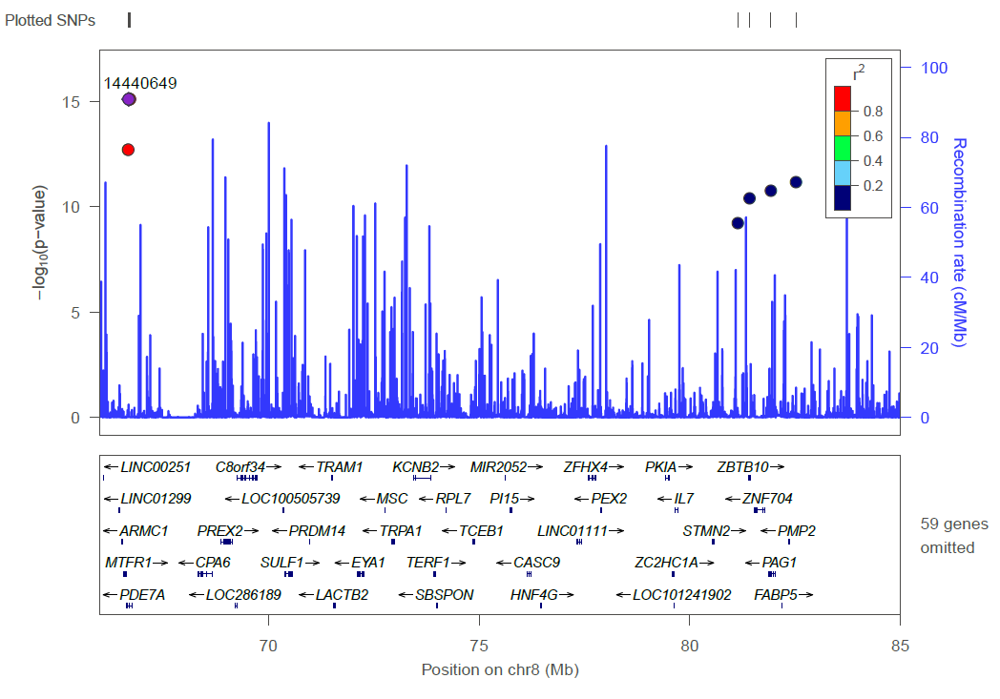 Plotted SNPs
14440649
r2
0.8
0.6
0.4
0.2
15
10
5
0
−log10(p−value)
100
80
60
40
20
0
Recombination rate (cM/Mb)
←LINC00251 C8orf34→ ←TRAM1 KCNB2→ MIR2052→ ZFHX4→ PKIA→ ZBTB10→
←LINC01299 ←LOC100505739 ←MSC ←RPL7 PI15→ ←PEX2 ←IL7 ←ZNF704
←ARMC1 PREX2→ ←PRDM14 ←TRPA1 ←TCEB1 LINC01111→ STMN2→ ←PMP2
MTFR1→ ←CPA6 SULF1→ ←EYA1 TERF1→ ←CASC9 ZC2HC1A→ ←PAG1
←PDE7A ←LOC286189 ←LACTB2 ←SBSPON HNF4G→ ←LOC101241902 FABP5→
59 genes
omitted
70 75 80 85
Position on chr8 (Mb)